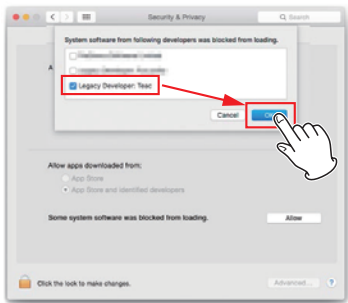 Security & Privacy
Search
System software from following developers was blocked from loading.
A
Legacy Developer: Teac
Cancel
Allow apps downloaded from:
App Store
App Store and identified developers
Some system software was blocked from loading.
Allow
Click the lock to make changes.
Advanced...
?